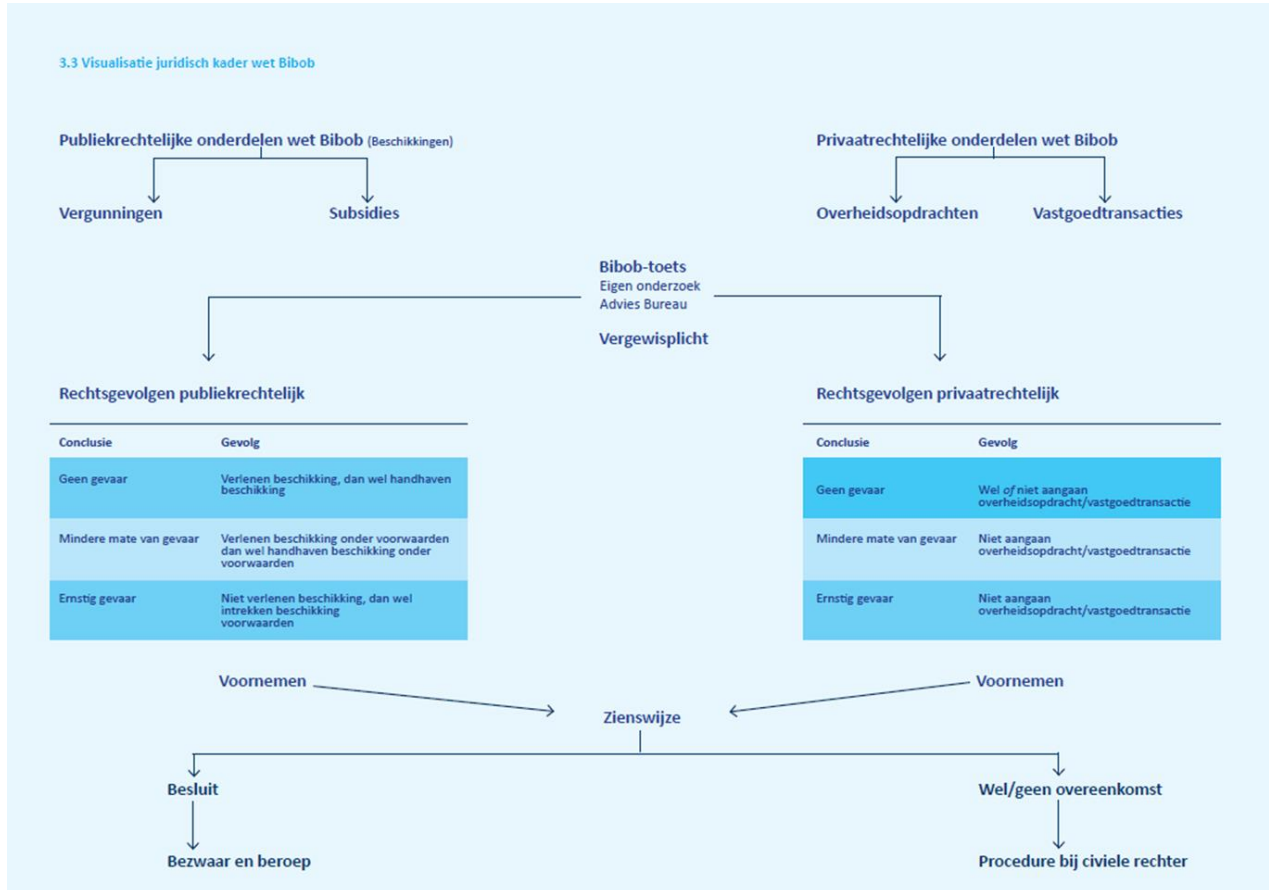 3.3 Visualisatie juridisch kader wet Bibob
Publiekrechtelijke onderdelen wet Bibob (Beschikkingen)
Vergunningen
Subsidies
Privaatrechtelijke onderdelen wet Bibob
Overheidsopdrachten
Vastgoedtransacties
Bibob-toets
Eigen onderzoek
Advies Bureau
Vergewisplicht
Rechtsgevolgen publiekrechtelijk
Conclusie
Gevolg
Geen gevaar
Verlenen beschikking, dan wel handhaven
beschikking
Mindere mate van gevaar
Verlenen beschikking onder voorwaarden
dan wel handhaven beschikking onder
voorwaarden
Ernstig gevaar
Niet verlenen beschikking, dan wel
intrekken beschikking
voorwaarden
Rechtsgevolgen privaatrechtelijk
Conclusie
Gevolg
Geen gevaar
Wel of niet aangaan
overheidsopdracht/vastgoedtransactie
Mindere mate van gevaar
Niet aangaan
overheidsopdracht/vastgoedtransactie
Ernstig gevaar
Niet aangaan
overheidsopdracht/vastgoedtransactie
Voornemen
Voornemen
Zienswijze
Besluit
Wel/geen overeenkomst
Bezwaar en beroep
Procedure bij civiele rechter